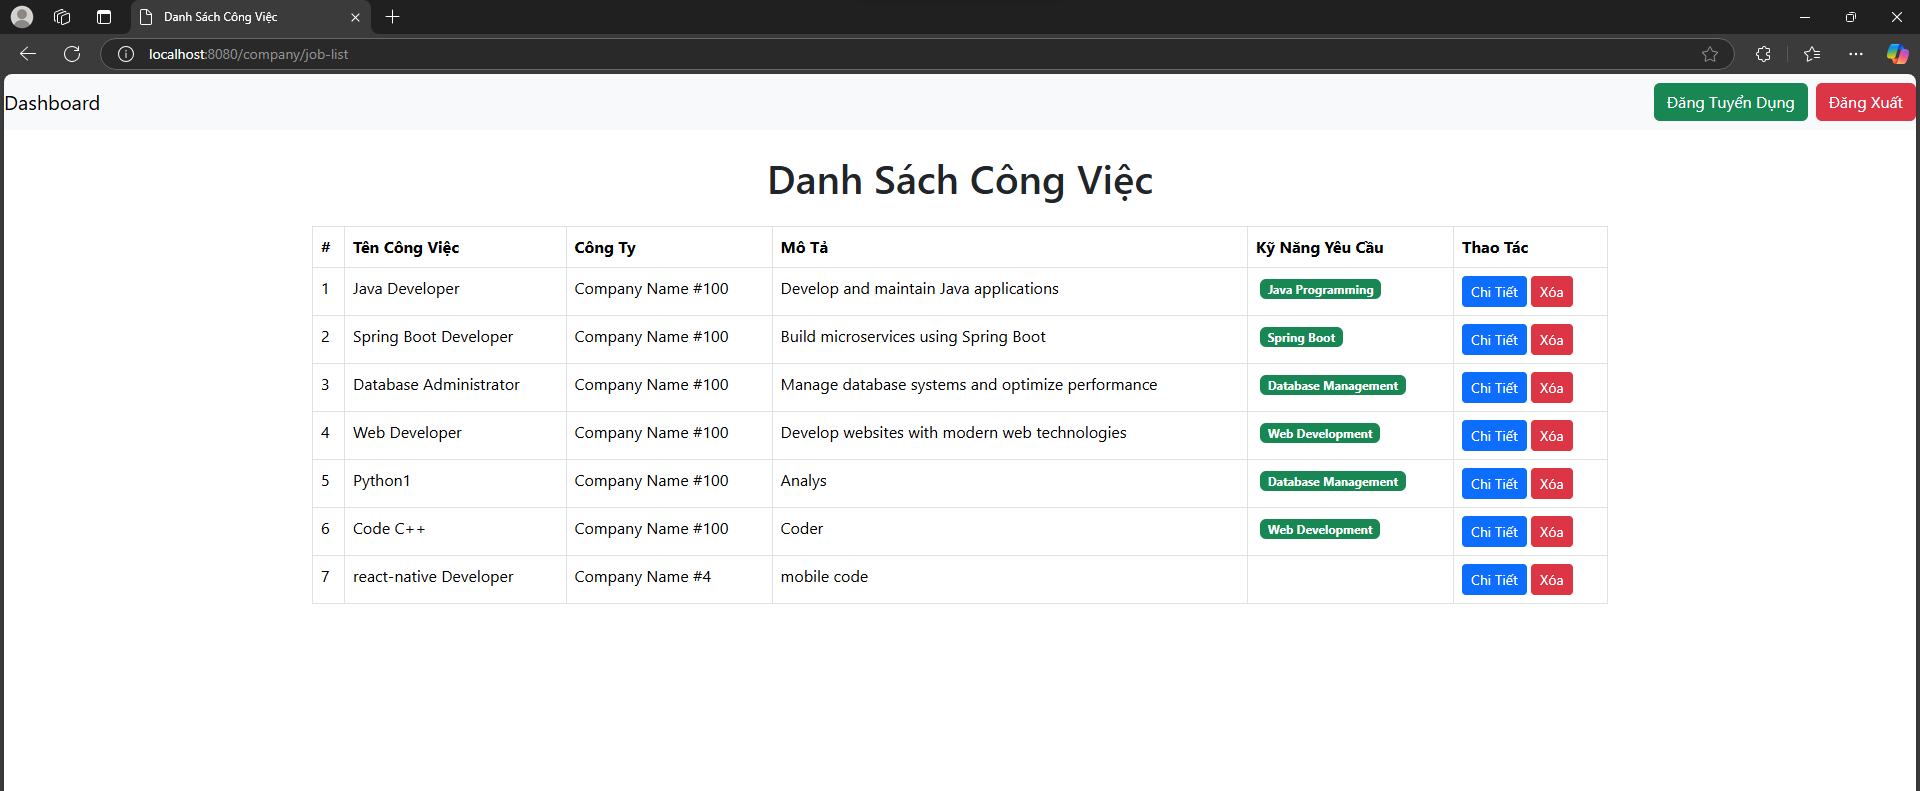 Danh Sách Công Việc
localhost:8080/company/job-list
Dashboard
Đăng Tuyển Dụng
Đăng Xuất
Danh Sách Công Việc
# Tên Công Việc Công Ty Mô Tả Kỹ Năng Yêu Cầu Thao Tác
1 Java Developer Company Name #100 Develop and maintain Java applications Java Programming Chi Tiết Xóa
2 Spring Boot Developer Company Name #100 Build microservices using Spring Boot Spring Boot Chi Tiết Xóa
3 Database Administrator Company Name #100 Manage database systems and optimize performance Database Management Chi Tiết Xóa
4 Web Developer Company Name #100 Develop websites with modern web technologies Web Development Chi Tiết Xóa
5 Python1 Company Name #100 Analys Database Management Chi Tiết Xóa
6 Code C++ Company Name #100 Coder Web Development Chi Tiết Xóa
7 react-native Developer Company Name #4 mobile code Chi Tiết Xóa